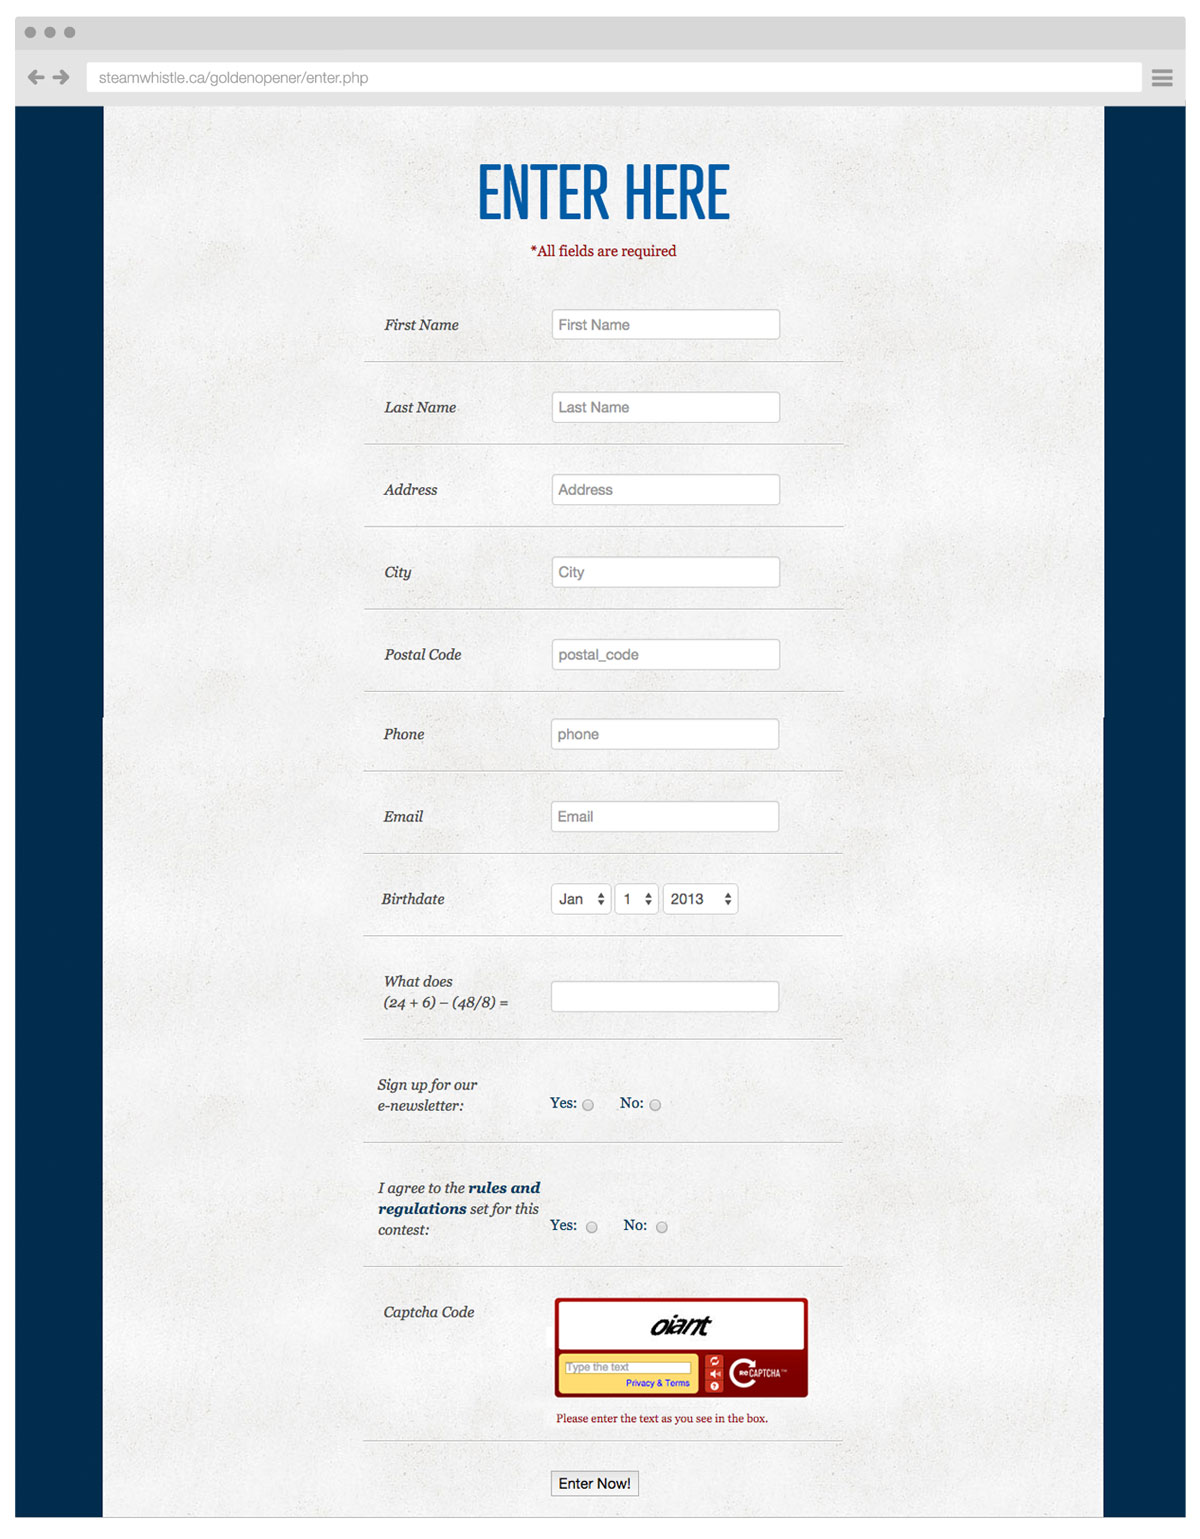 steamwhistle.ca/goldenopener/enter.php
ENTER HERE
*All fields are required
First Name First Name
Last Name Last Name
Address Address
City City
Postal Code postal_code
Phone phone
Email Email
Birthdate Jan 1 2013
What does
(24 + 6) – (48/8) =
Sign up for our
e-newsletter:
Yes: No:
I agree to the rules and
regulations set for this
contest:
Yes: No:
Captcha Code
oiant
Type the text
Privacy & Terms
reCAPTCHA™
Please enter the text as you see in the box.
Enter Now!